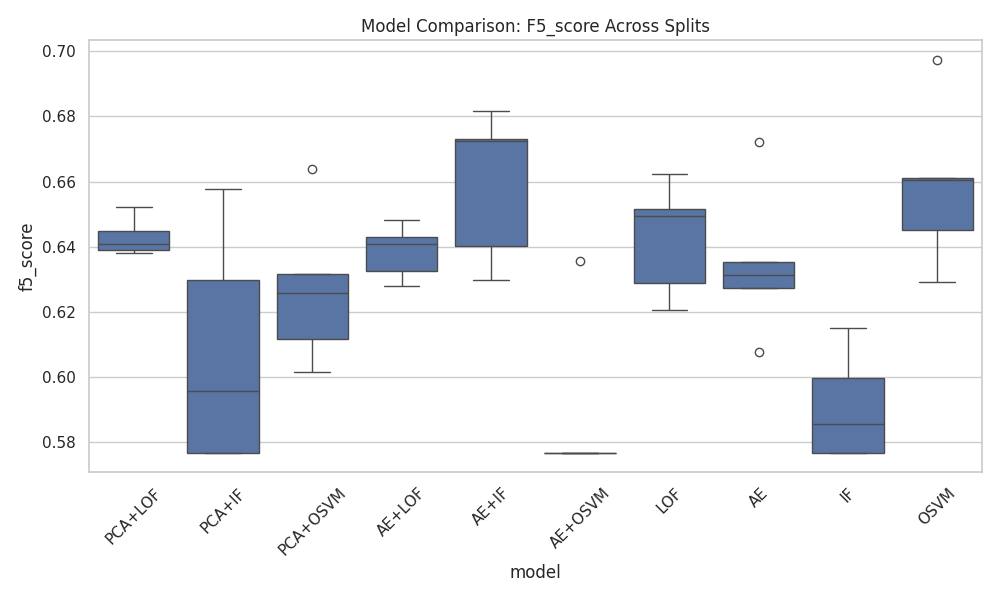 Model Comparison: F5_score Across Splits
0.70
0.68
0.66
0.64
0.62
0.60
0.58
f5_score
PCA+LOF
PCA+IF
PCA+OSVM
AE+LOF
AE+IF
AE+OSVM
LOF
AE
IF
OSVM
model